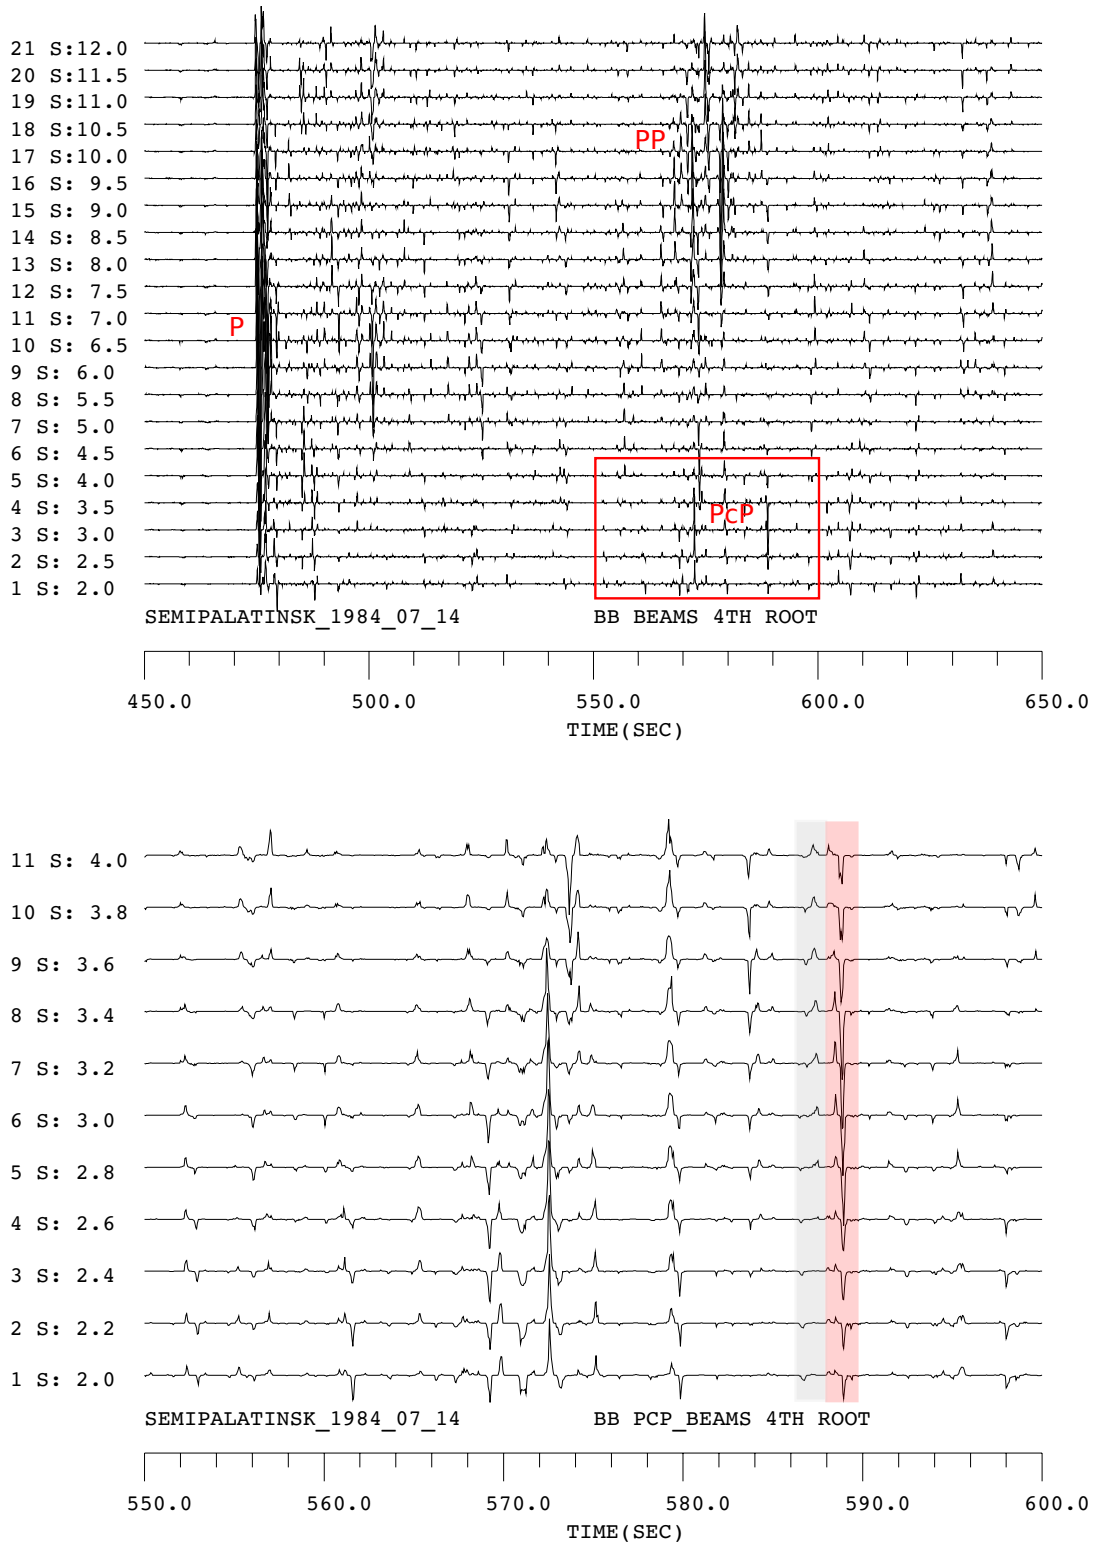 21 S:12.0
20 S:11.5
19 S:11.0
18 S:10.5
PP
17 S:10.0
16 S: 9.5
15 S: 9.0
14 S: 8.5
13 S: 8.0
12 S: 7.5
11 S: 7.0
P
10 S: 6.5
9 S: 6.0
8 S: 5.5
7 S: 5.0
6 S: 4.5
5 S: 4.0
4 S: 3.5
PcP
3 S: 3.0
2 S: 2.5
1 S: 2.0
SEMIPALATINSK_1984_07_14 BB BEAMS 4TH ROOT
450.0 500.0 550.0 600.0 650.0
TIME(SEC)
11 S: 4.0
10 S: 3.8
9 S: 3.6
8 S: 3.4
7 S: 3.2
6 S: 3.0
5 S: 2.8
4 S: 2.6
3 S: 2.4
2 S: 2.2
1 S: 2.0
SEMIPALATINSK_1984_07_14 BB PCP_BEAMS 4TH ROOT
550.0 560.0 570.0 580.0 590.0 600.0
TIME(SEC)